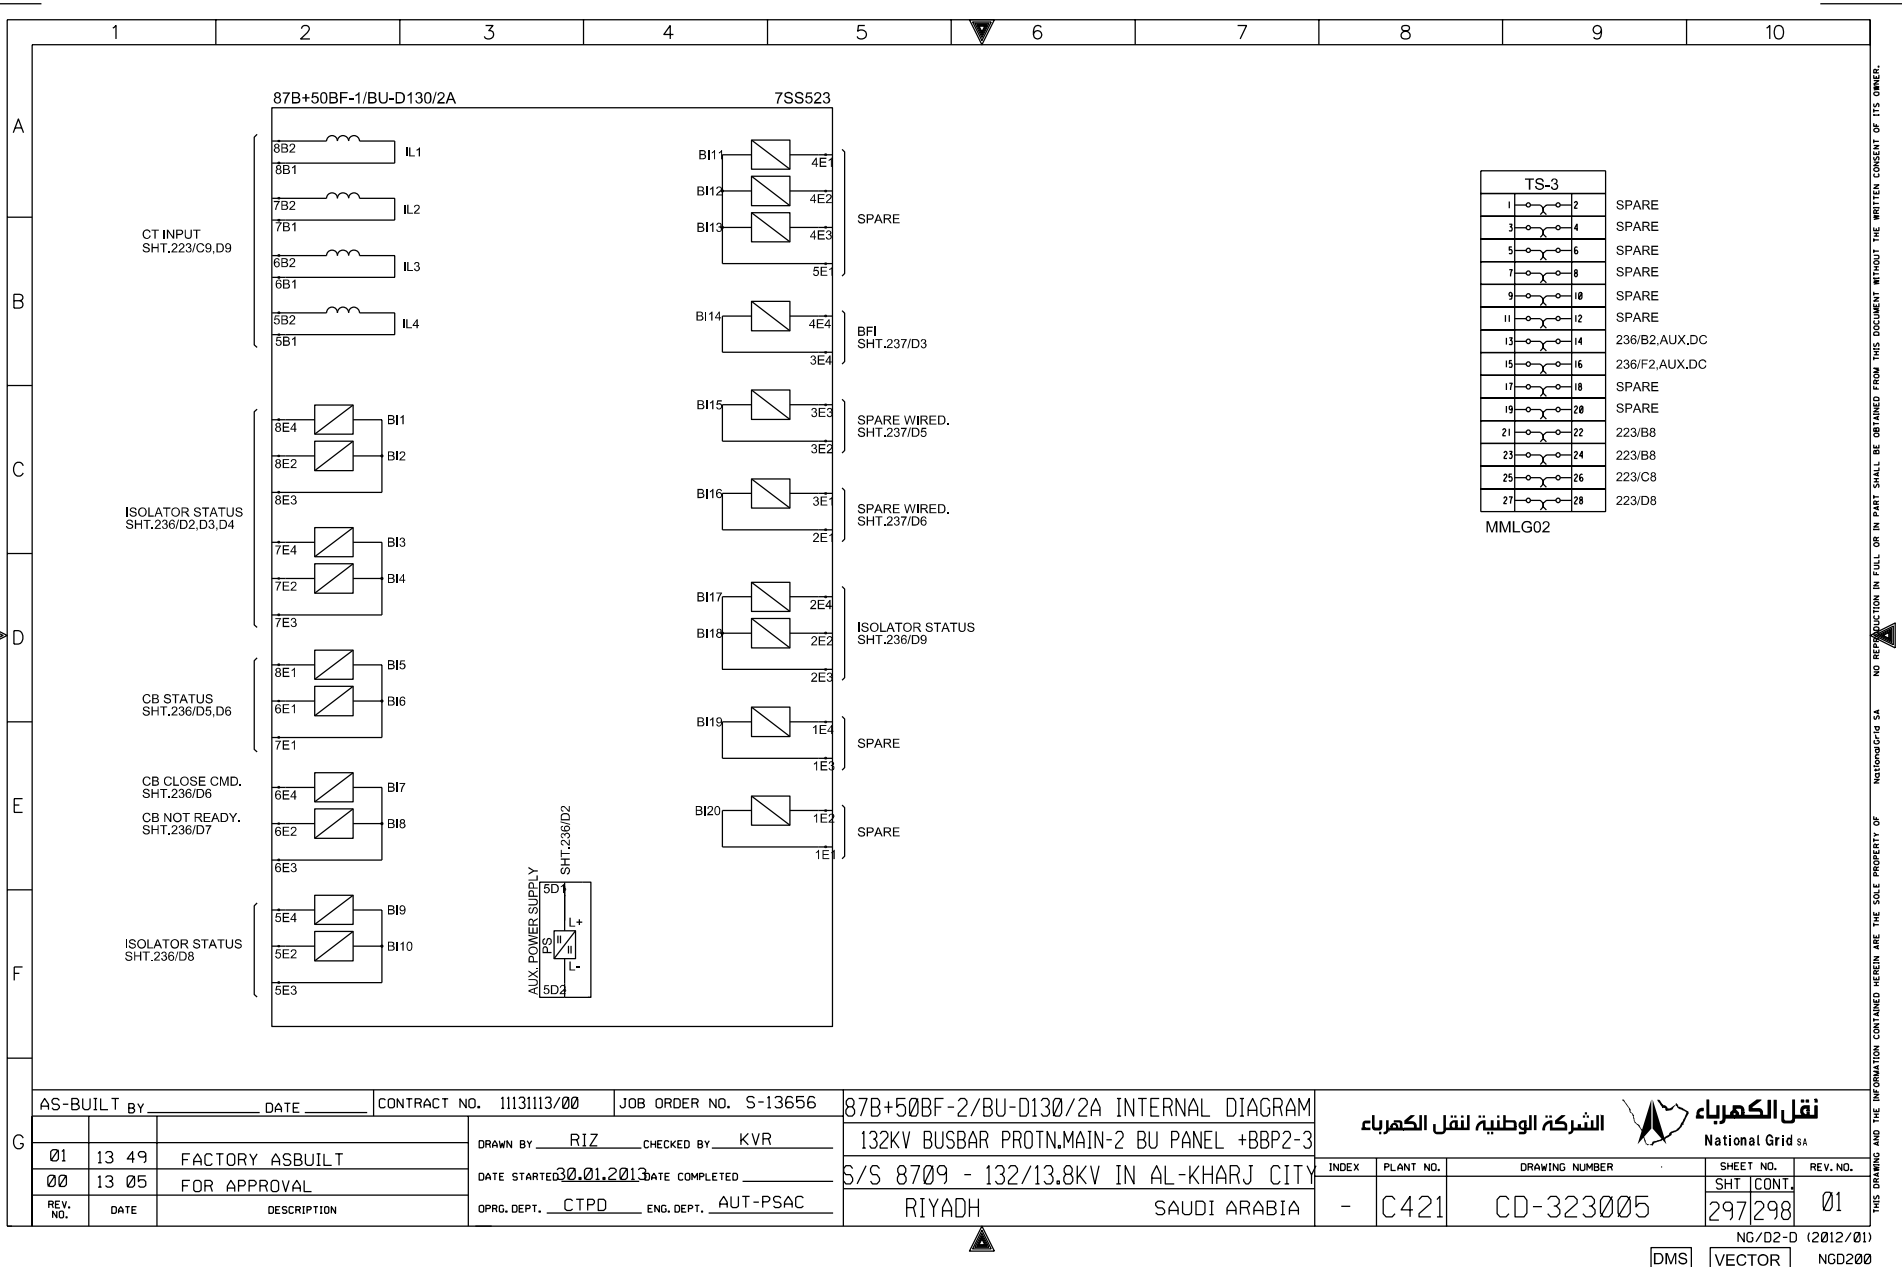 1 2 3 4 5 6 7 8 9 10
A
B
C
D
E
F
G
87B+50BF-1/BU-D130/2A
7SS523
8B2
8B1
IL1
7B2
7B1
IL2
6B2
6B1
IL3
5B2
5B1
IL4
CT INPUT
SHT.223/C9,D9
8E4
BI1
8E2
BI2
8E3
7E4
BI3
7E2
BI4
7E3
ISOLATOR STATUS
SHT.236/D2,D3,D4
8E1
BI5
6E1
BI6
7E1
CB STATUS
SHT.236/D5,D6
CB CLOSE CMD.
SHT.236/D6
6E4
BI7
CB NOT READY.
SHT.236/D7
6E2
BI8
6E3
5E4
BI9
5E2
BI10
5E3
ISOLATOR STATUS
SHT.236/D8
AUX. POWER SUPPLY
SHT.236/D2
5D1
L+
PS
L-
5D2
BI11
4E1
BI12
4E2
BI13
4E3
5E1
SPARE
BI14
4E4
3E4
BFI
SHT.237/D3
BI15
3E3
3E2
SPARE WIRED.
SHT.237/D5
BI16
3E1
2E1
SPARE WIRED.
SHT.237/D6
BI17
2E4
BI18
2E2
2E3
ISOLATOR STATUS
SHT.236/D9
BI19
1E4
1E3
SPARE
BI20
1E2
1E1
SPARE
TS-3
1 2 SPARE
3 4 SPARE
5 6 SPARE
7 8 SPARE
9 10 SPARE
11 12 SPARE
13 14 236/B2,AUX.DC
15 16 236/F2,AUX.DC
17 18 SPARE
19 20 SPARE
21 22 223/B8
23 24 223/B8
25 26 223/C8
27 28 223/D8
MMLG02
THIS DRAWING AND THE INFORMATION CONTAINED HEREIN ARE THE SOLE PROPERTY OF NationalGrid SA NO REPRODUCTION IN FULL OR IN PART SHALL BE OBTAINED FROM THIS DOCUMENT WITHOUT THE WRITTEN CONSENT OF ITS OWNER.
AS-BUILT BY DATE
CONTRACT NO. 11131113/00
JOB ORDER NO. S-13656
01 13 49 FACTORY ASBUILT
00 13 05 FOR APPROVAL
REV. NO. DATE DESCRIPTION
DRAWN BY RIZ CHECKED BY KVR
DATE STARTED 30.01.2013 DATE COMPLETED
OPRG. DEPT. CTPD ENG. DEPT. AUT-PSAC
87B+50BF-2/BU-D130/2A INTERNAL DIAGRAM
132KV BUSBAR PROTN.MAIN-2 BU PANEL +BBP2-3
S/S 8709 - 132/13.8KV IN AL-KHARJ CITY
RIYADH SAUDI ARABIA
الشركة الوطنية لنقل الكهرباء
نقل الكهرباء
National Grid SA
INDEX PLANT NO. DRAWING NUMBER SHEET NO. REV. NO.
SHT CONT.
- C421 CD-323005 297 298 01
NG/D2-D (2012/01)
DMS VECTOR NGD200